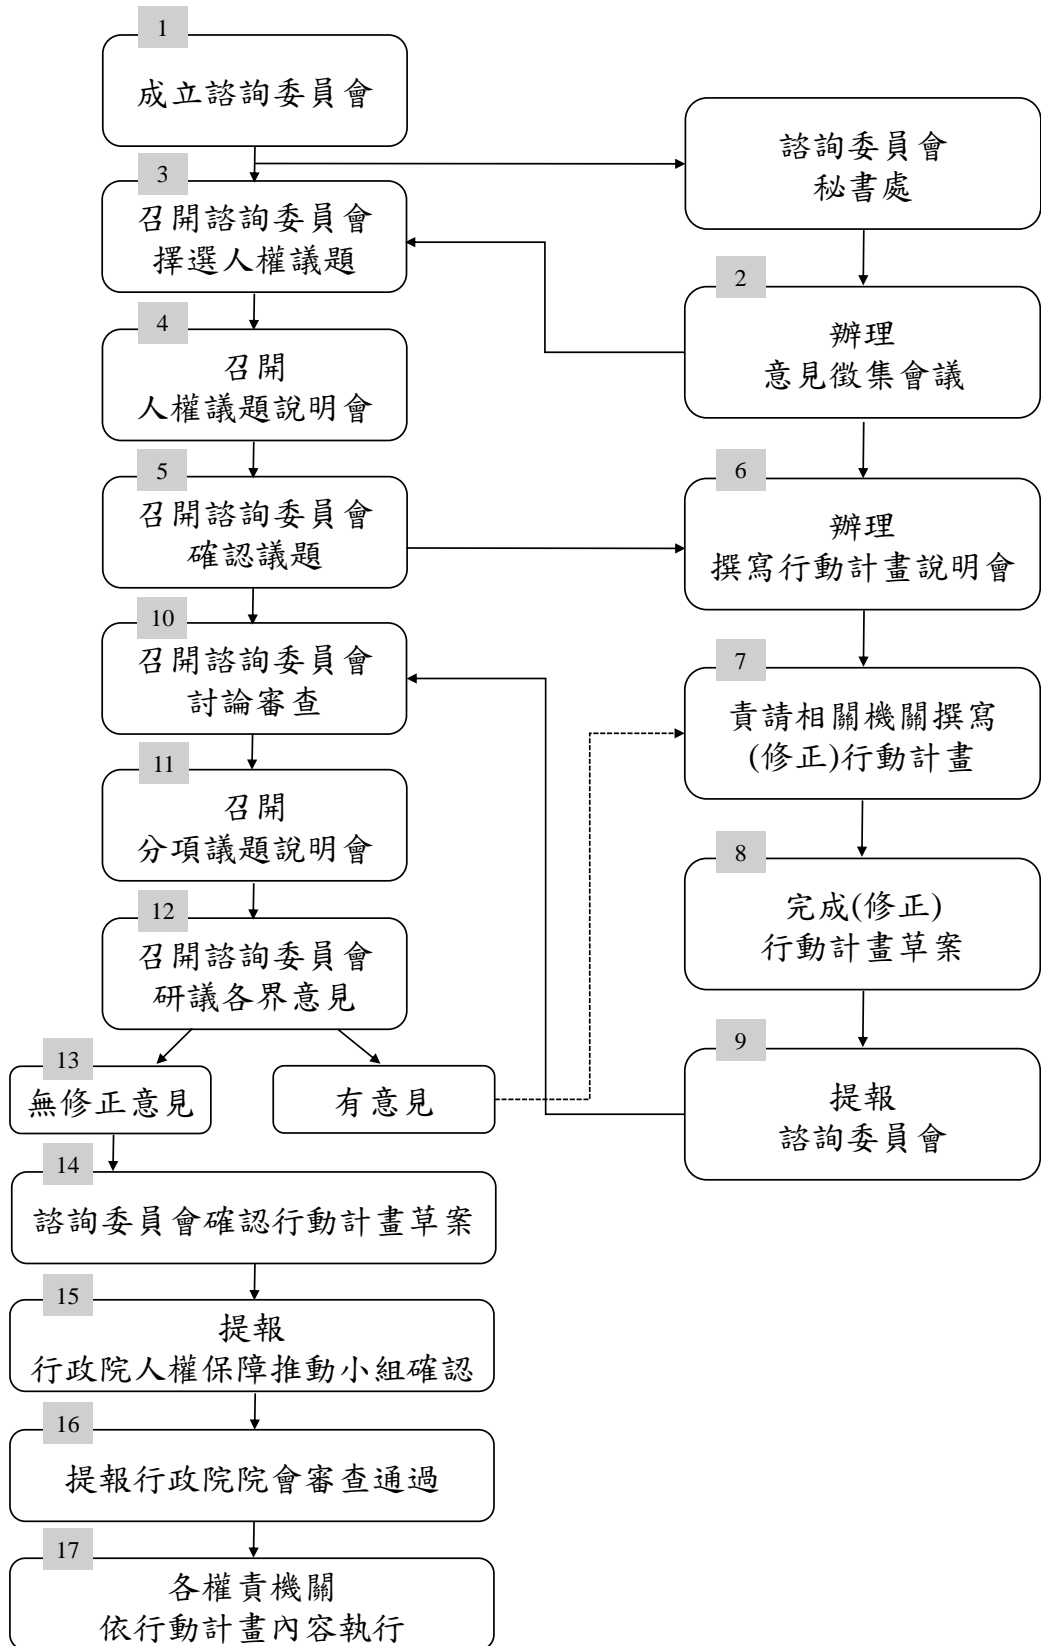 1
成立諮詢委員會
諮詢委員會
秘書處
3
召開諮詢委員會
擇選人權議題
2
辦理
意見徵集會議
4
召開
人權議題說明會
5
召開諮詢委員會
確認議題
6
辦理
撰寫行動計畫說明會
10
召開諮詢委員會
討論審查
7
責請相關機關撰寫
(修正)行動計畫
11
召開
分項議題說明會
8
完成(修正)
行動計畫草案
12
召開諮詢委員會
研議各界意見
9
提報
諮詢委員會
13
無修正意見
有意見
14
諮詢委員會確認行動計畫草案
15
提報
行政院人權保障推動小組確認
16
提報行政院院會審查通過
17
各權責機關
依行動計畫內容執行